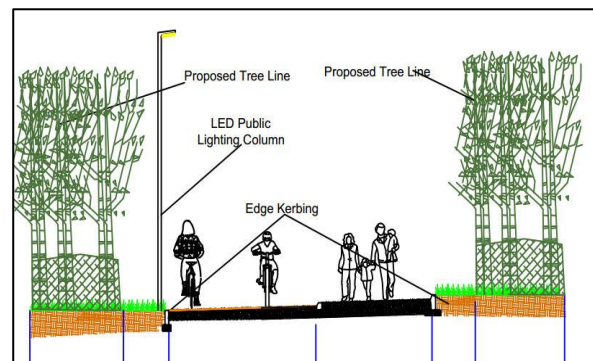 Proposed Tree Line
Proposed Tree Line
LED Public
Lighting Column
Edge Kerbing